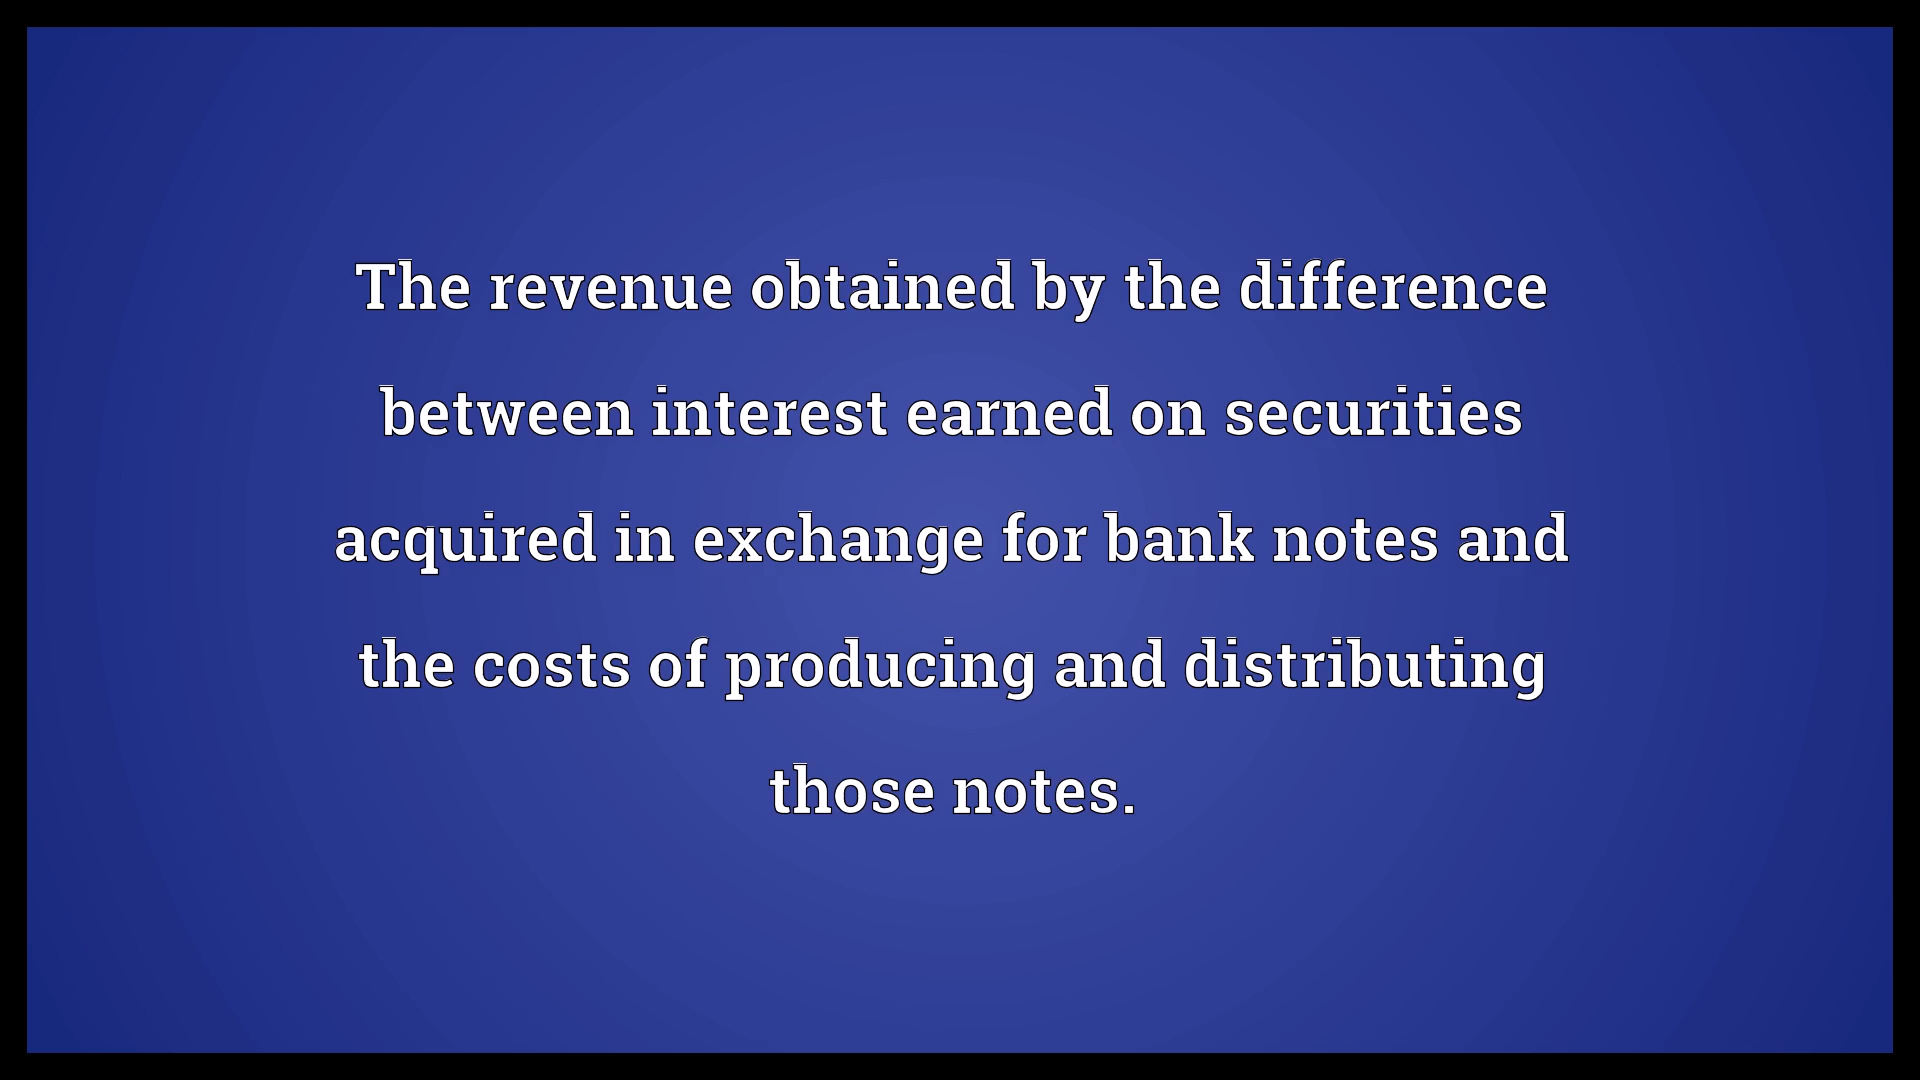 The revenue obtained by the difference
between interest earned on securities
acquired in exchange for bank notes and
the costs of producing and distributing
those notes.